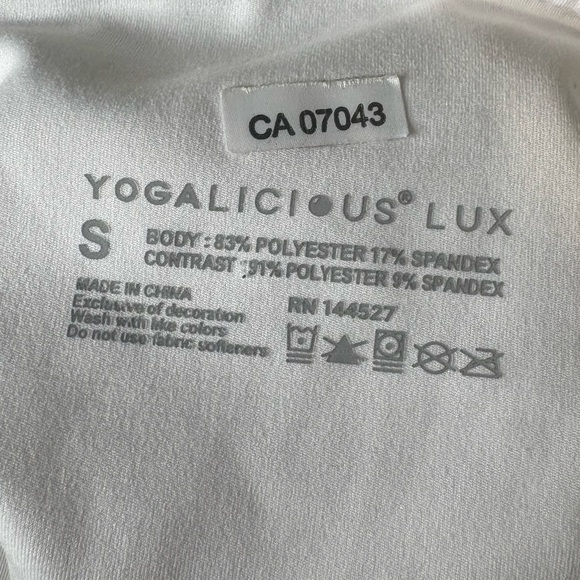 CA 07043
YOGALICIOUS® LUX
S
BODY : 83% POLYESTER 17% SPANDEX
CONTRAST : 91% POLYESTER 9% SPANDEX
MADE IN CHINA
Exclusive of decoration
Wash with like colors
Do not use fabric softeners
RN 144527